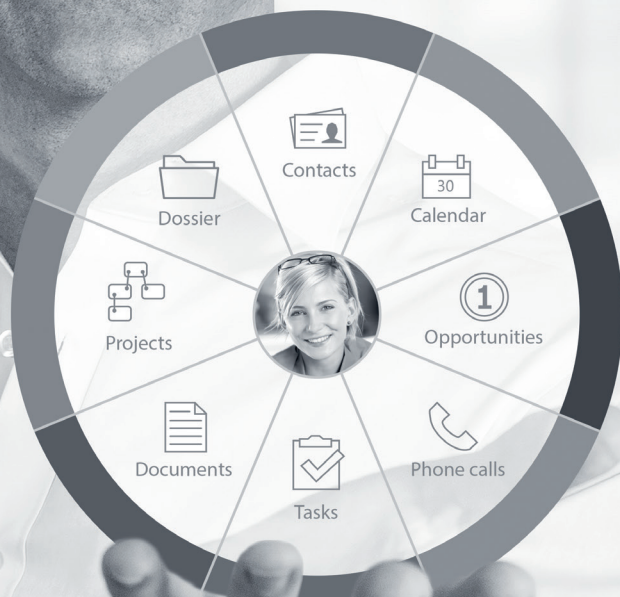 Contacts
Calendar
30
Opportunities
1
Phone calls
Tasks
Documents
Projects
Dossier